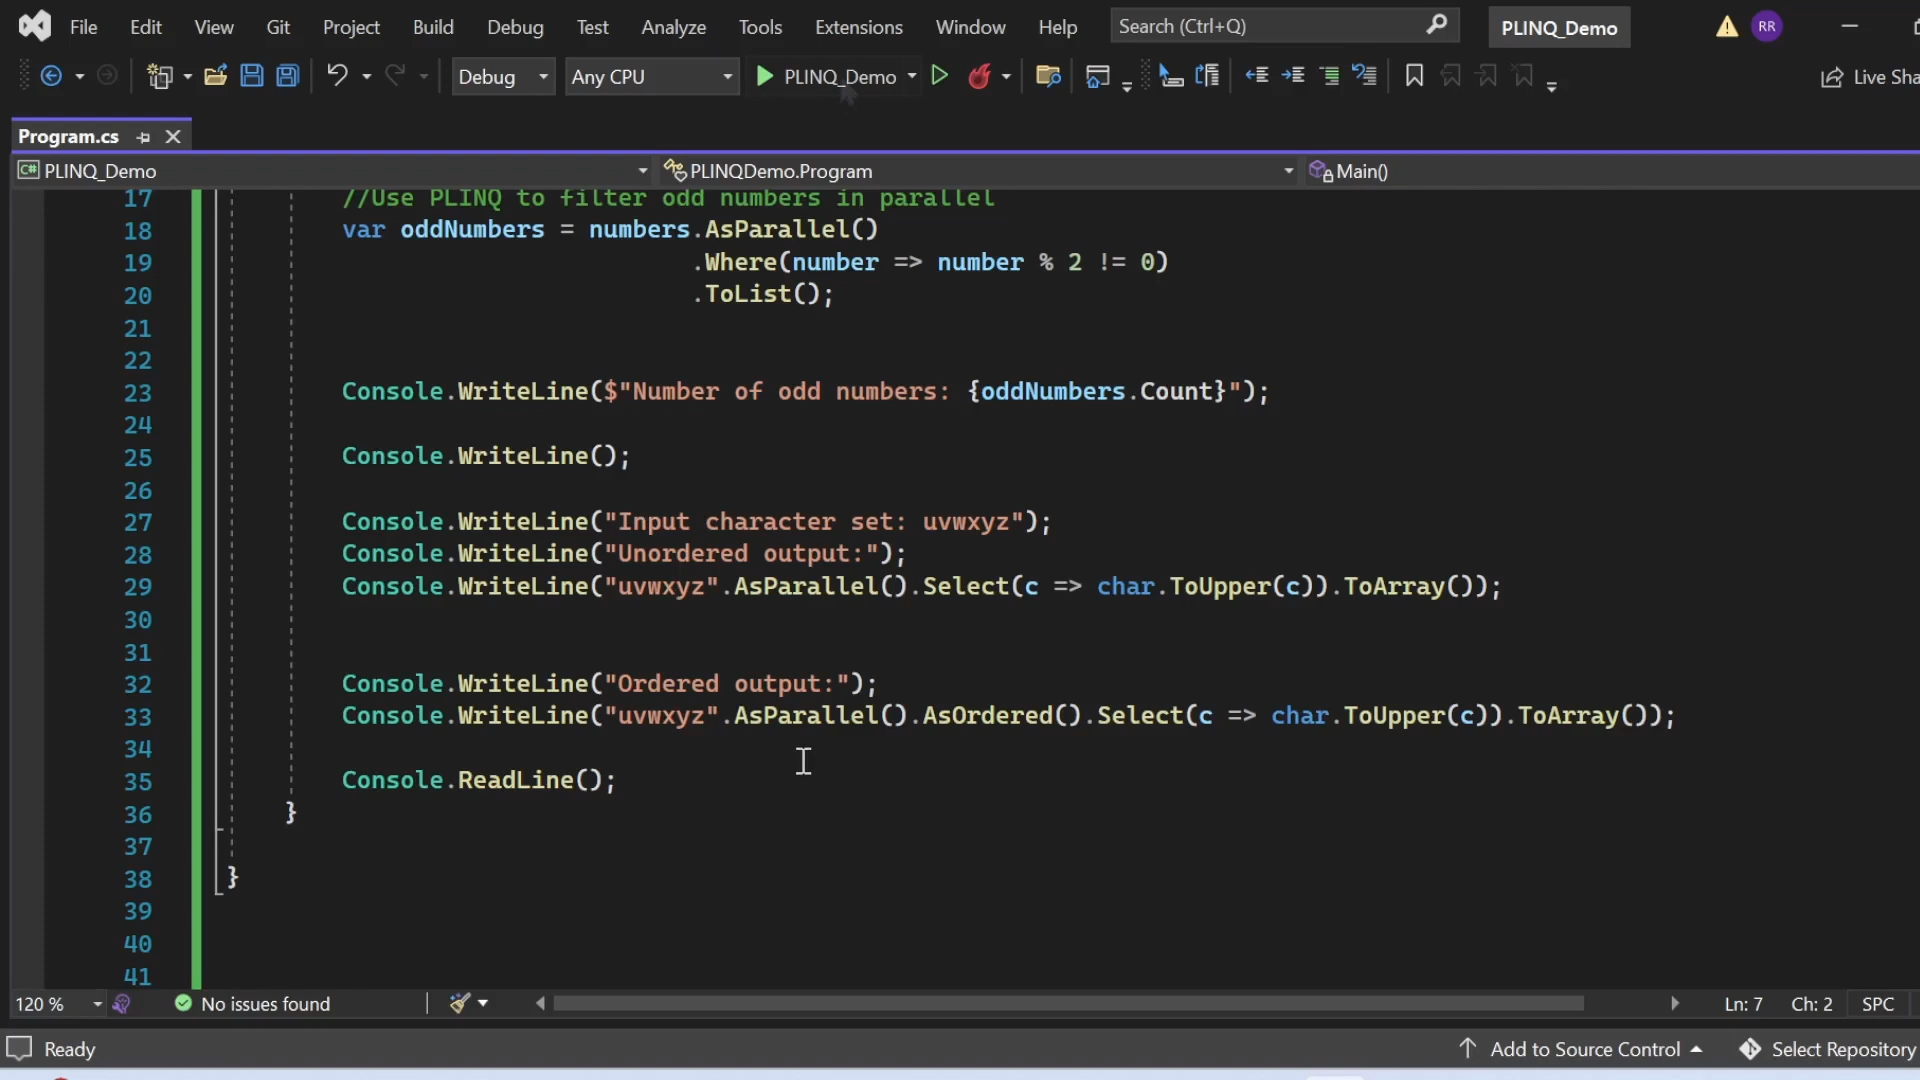 File Edit View Git Project Build Debug Test Analyze Tools Extensions Window Help Search (Ctrl+Q) PLINQ_Demo RR
Debug Any CPU PLINQ_Demo Live Sha
Program.cs
C# PLINQ_Demo PLINQDemo.Program Main()
17 //Use PLINQ to filter odd numbers in parallel
18 var oddNumbers = numbers.AsParallel()
19 .Where(number => number % 2 != 0)
20 .ToList();
21
22
23 Console.WriteLine($"Number of odd numbers: {oddNumbers.Count}");
24
25 Console.WriteLine();
26
27 Console.WriteLine("Input character set: uvwxyz");
28 Console.WriteLine("Unordered output:");
29 Console.WriteLine("uvwxyz".AsParallel().Select(c => char.ToUpper(c)).ToArray());
30
31
32 Console.WriteLine("Ordered output:");
33 Console.WriteLine("uvwxyz".AsParallel().AsOrdered().Select(c => char.ToUpper(c)).ToArray());
34
35 Console.ReadLine();
36 }
37
38 }
39
40
41
120 % No issues found Ln: 7 Ch: 2 SPC
Ready Add to Source Control Select Repository